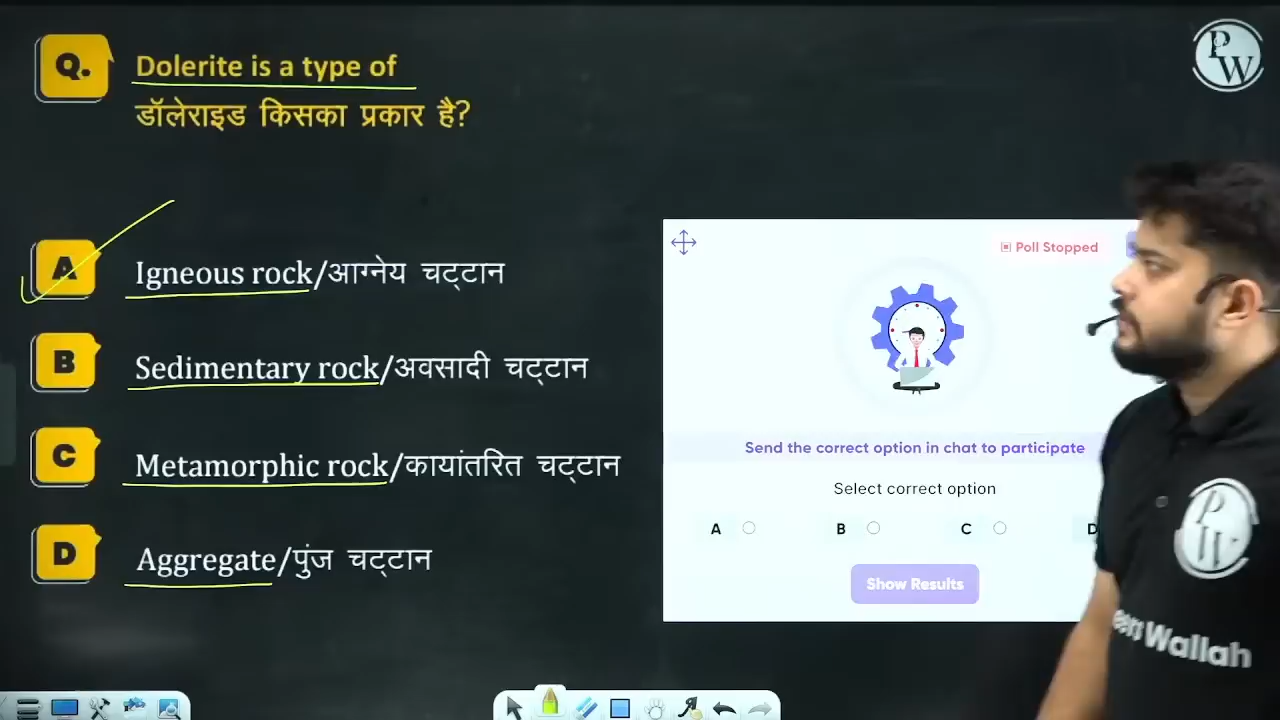 Q.
Dolerite is a type of
डॉलेराइड किसका प्रकार है?
A
Igneous rock/आग्नेय चट्टान
B
Sedimentary rock/अवसादी चट्टान
C
Metamorphic rock/कायांतरित चट्टान
D
Aggregate/पुंज चट्टान
Poll Stopped
Send the correct option in chat to participate
Select correct option
A
B
C
D
Show Results
PW
PW
Wallah